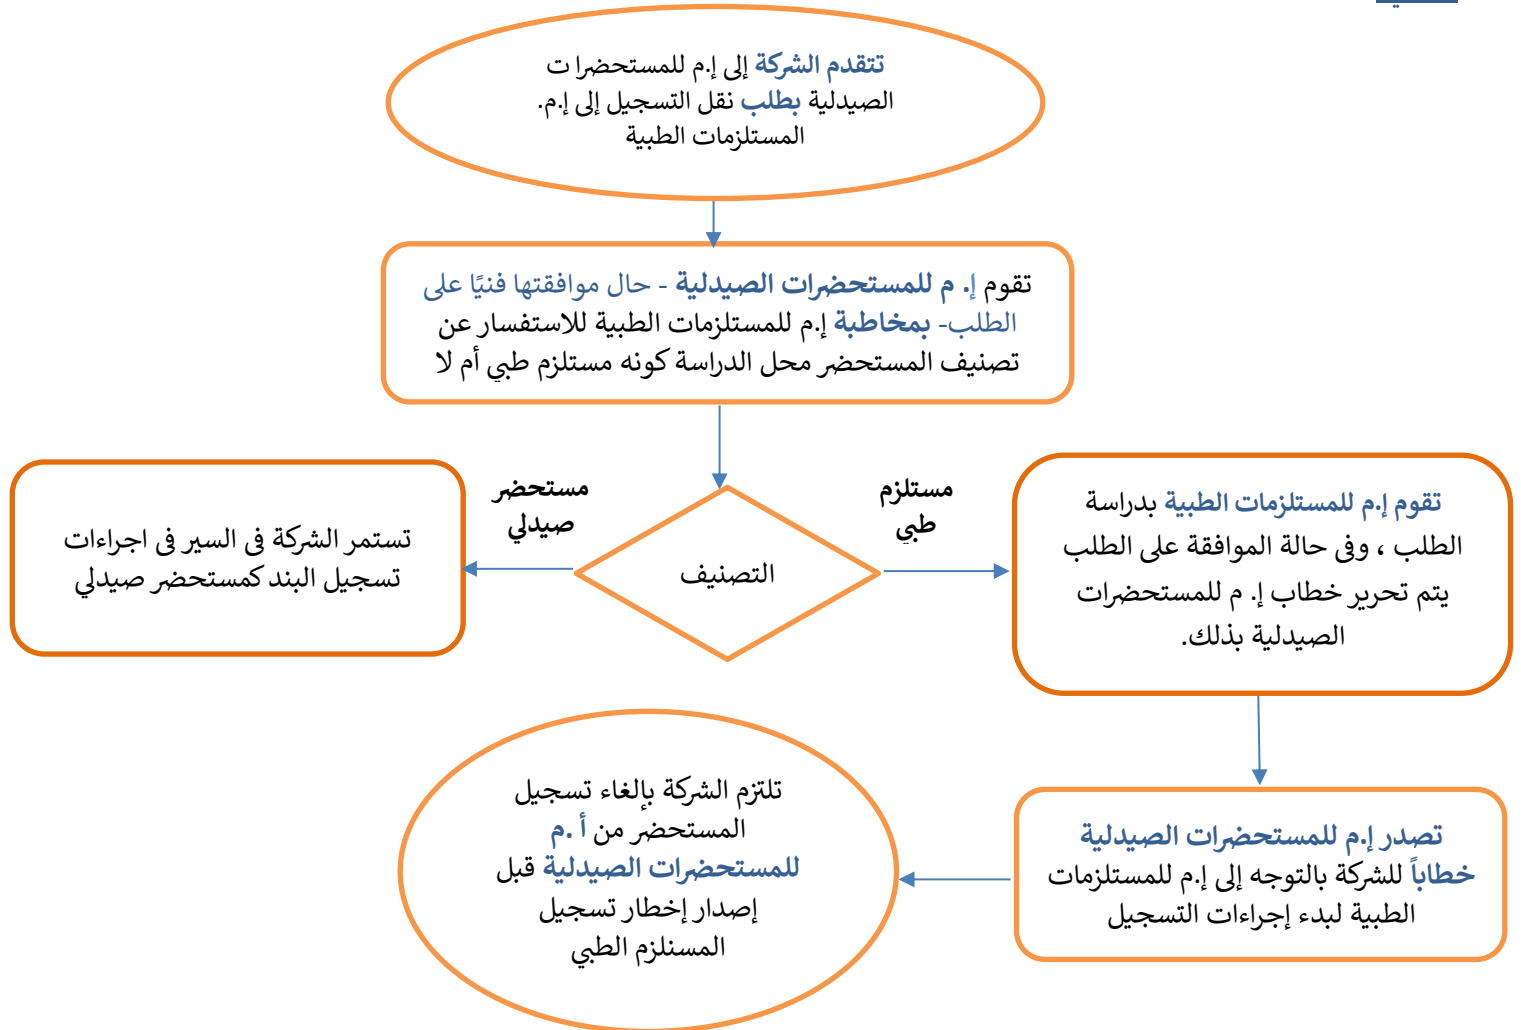 تتقدم الشركة إلى إ.م للمستحضرا ت
الصيدلية بطلب نقل التسجيل إلى إ.م.
المستلزمات الطبية
تقوم إ. م للمستحضرات الصيدلية - حال موافقتها فنيًا على
الطلب- بمخاطبة إ.م للمستلزمات الطبية للاستفسار عن
تصنيف المستحضر محل الدراسة كونه مستلزم طبي أم لا
مستلزم
طبي
مستحضر
صيدلي
التصنيف
تقوم إ.م للمستلزمات الطبية بدراسة
الطلب ، وفى حالة الموافقة على الطلب
يتم تحرير خطاب إ. م للمستحضرات
الصيدلية بذلك.
تستمر الشركة فى السير فى اجراءات
تسجيل البند كمستحضر صيدلي
تصدر إ.م للمستحضرات الصيدلية
خطاباً للشركة بالتوجه إلى إ.م للمستلزمات
الطبية لبدء إجراءات التسجيل
تلتزم الشركة بإلغاء تسجيل
المستحضر من أ .م
للمستحضرات الصيدلية قبل
إصدار إخطار تسجيل
المسنلزم الطبي